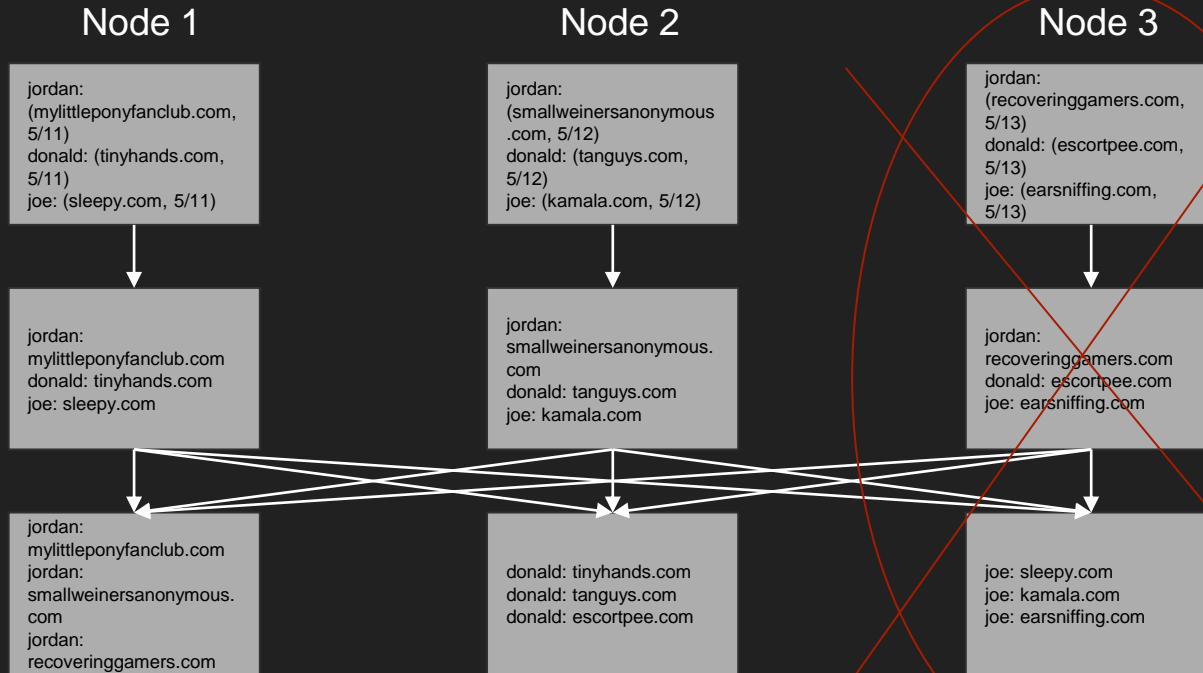 Node 1
Node 2
Node 3
jordan:
(mylittleponyfanclub.com,
5/11)
donald: (tinyhands.com,
5/11)
joe: (sleepy.com, 5/11)
jordan:
(smallweinersanonymous
.com, 5/12)
donald: (tanguys.com,
5/12)
joe: (kamala.com, 5/12)
jordan:
(recoveringgamers.com,
5/13)
donald: (escortpee.com,
5/13)
joe: (earsniffing.com,
5/13)
jordan:
mylittleponyfanclub.com
donald: tinyhands.com
joe: sleepy.com
jordan:
smallweinersanonymous.
com
donald: tanguys.com
joe: kamala.com
jordan:
recoveringgamers.com
donald: escortpee.com
joe: earsniffing.com
jordan:
mylittleponyfanclub.com
jordan:
smallweinersanonymous.
com
jordan:
recoveringgamers.com
donald: tinyhands.com
donald: tanguys.com
donald: escortpee.com
joe: sleepy.com
joe: kamala.com
joe: earsniffing.com